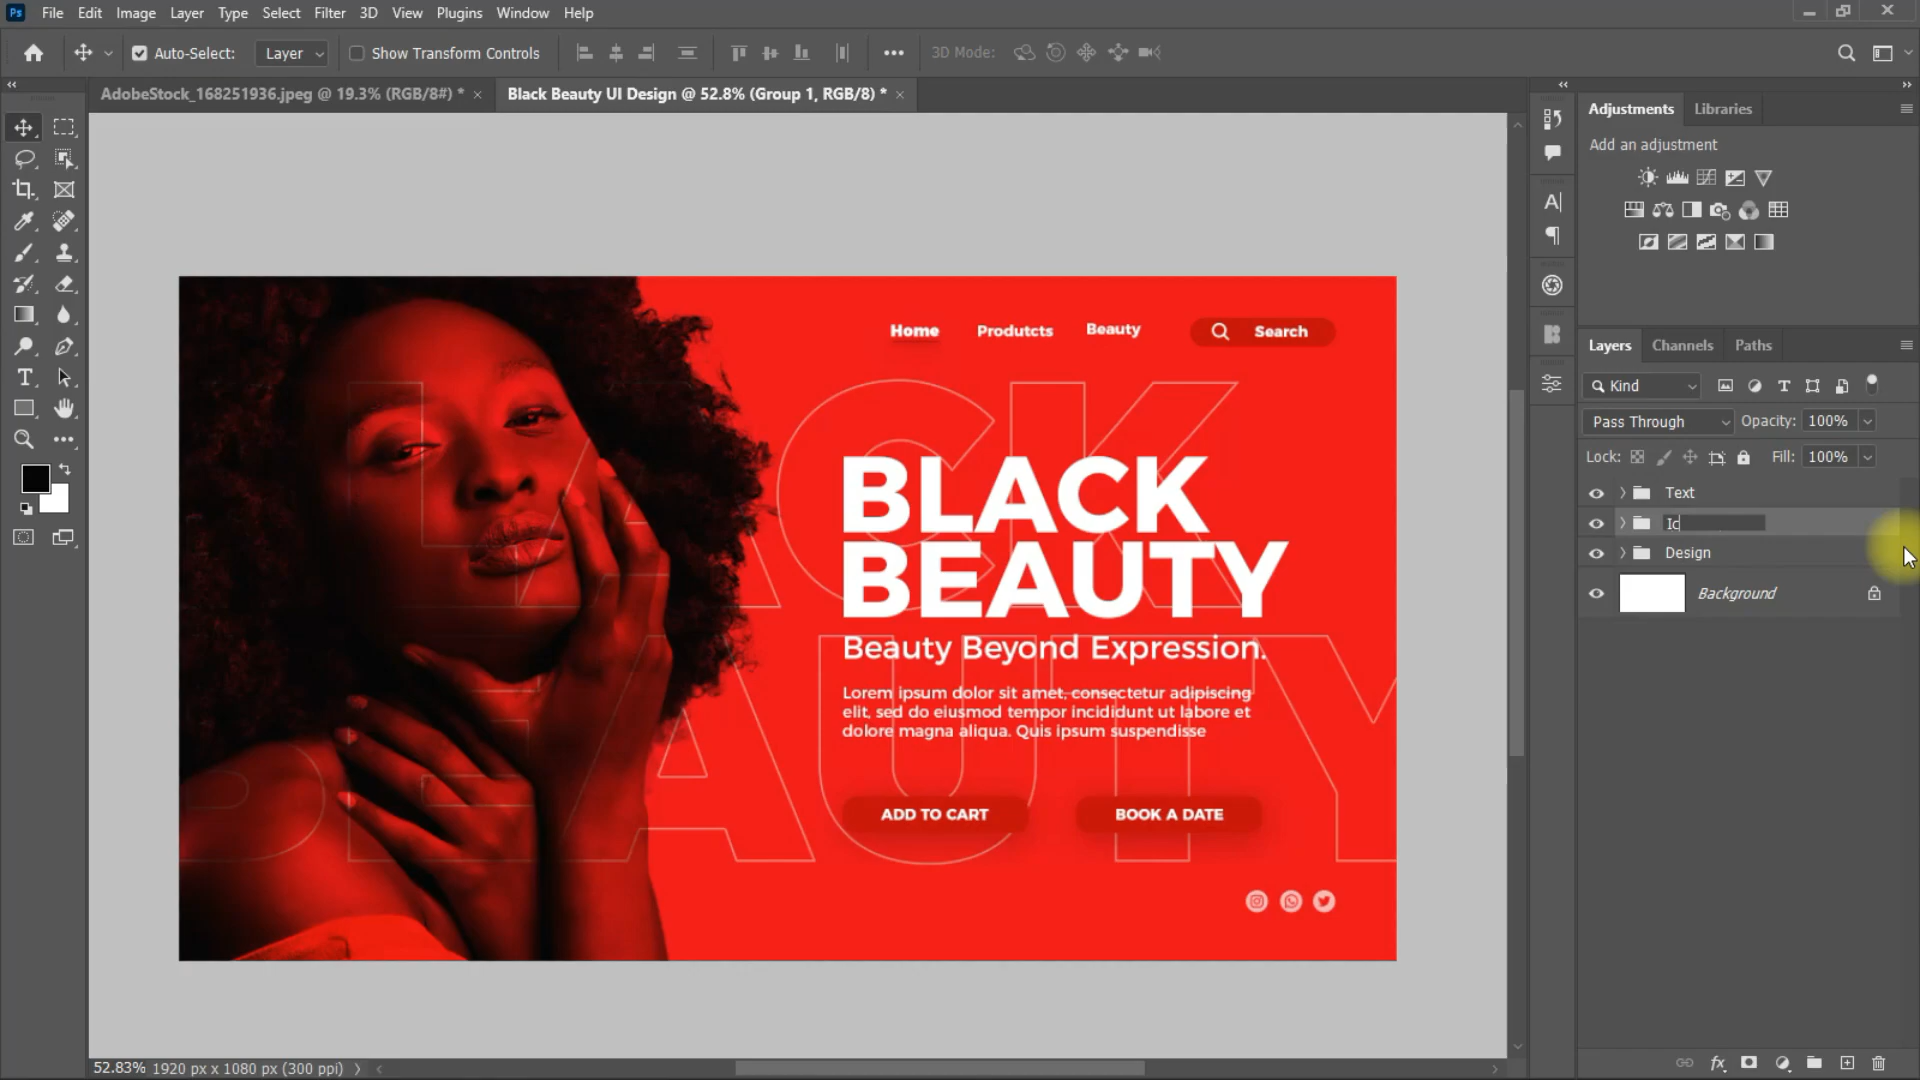 Ps File Edit Image Layer Type Select Filter 3D View Plugins Window Help
Auto-Select: Layer Show Transform Controls 3D Mode:
AdobeStock_168251936.jpeg @ 19.3% (RGB/8#) * Black Beauty UI Design @ 52.8% (Group 1, RGB/8) *
Adjustments Libraries
Add an adjustment
Home Produtcts Beauty Search
BLACK
BEAUTY
BLACK
BEAUTY
Beauty Beyond Expression.
Lorem ipsum dolor sit amet, consectetur adipiscing
elit, sed do eiusmod tempor incididunt ut labore et
dolore magna aliqua. Quis ipsum suspendisse
ADD TO CART BOOK A DATE
Layers Channels Paths
Kind
Pass Through Opacity: 100%
Lock: Fill: 100%
Text
Ic
Design
Background
52.83% 1920 px x 1080 px (300 ppi)